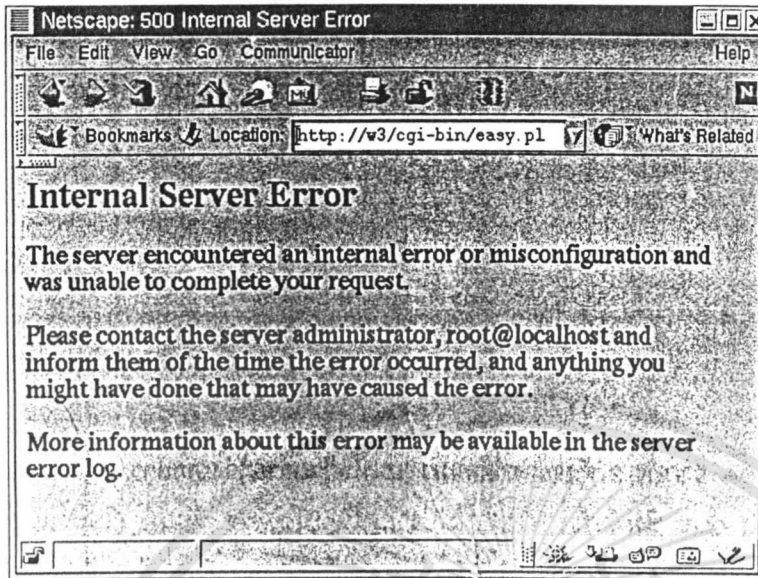 Netscape: 500 Internal Server Error
File Edit View Go Communicator Help
Bookmarks Location: http://w3/cgi-bin/easy.pl What's Related
Internal Server Error
The server encountered an internal error or misconfiguration and
was unable to complete your request.
Please contact the server administrator, root@localhost and
inform them of the time the error occurred, and anything you
might have done that may have caused the error.
More information about this error may be available in the server
error log.